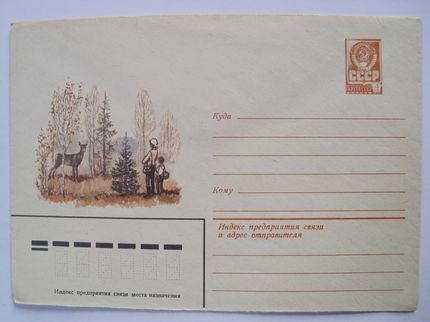 СССР
Куда
Кому
Индекс предприятия связи
и адрес отправителя
Индекс предприятия связи места назначения